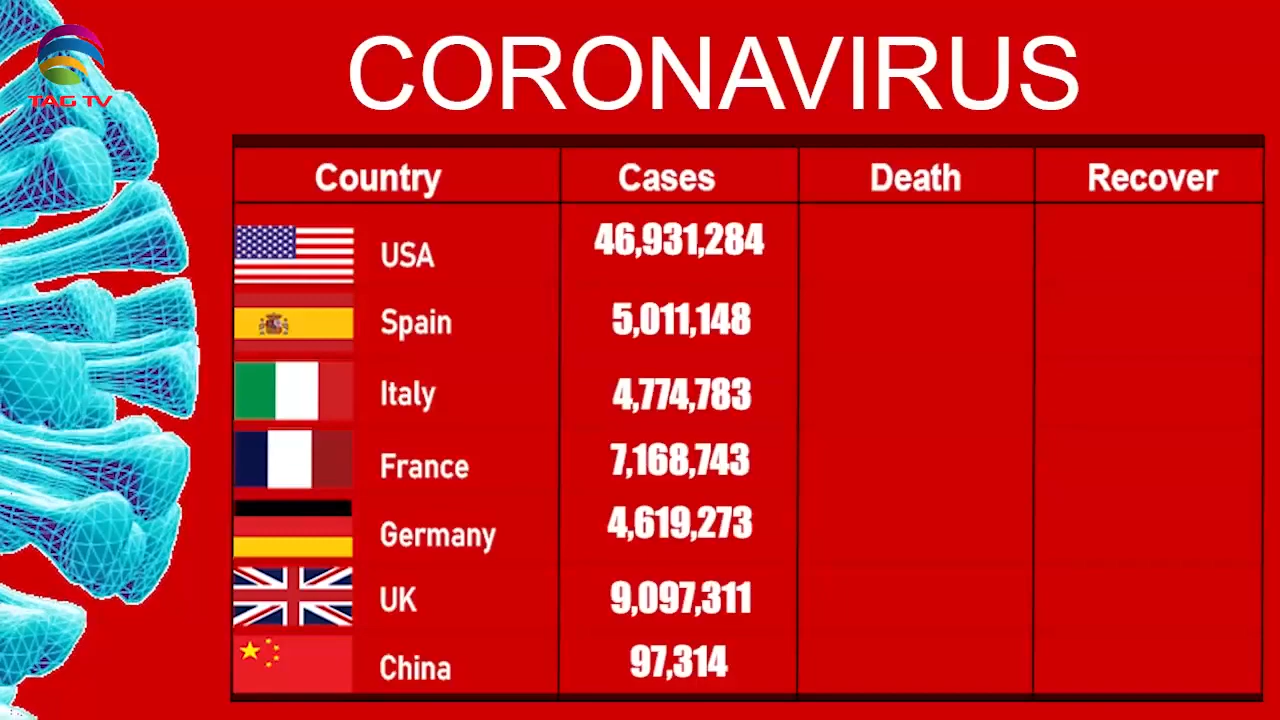 TAG TV
CORONAVIRUS
Country Cases Death Recover
USA 46,931,284
Spain 5,011,148
Italy 4,774,783
France 7,168,743
Germany 4,619,273
UK 9,097,311
China 97,314